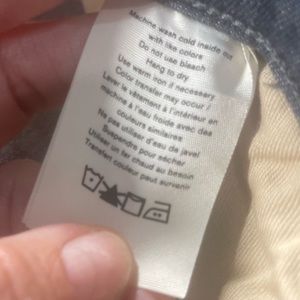 Machine wash cold inside out
with like colors
Do not use bleach
Hang to dry
Use warm iron if necessary
Color transfer may occur /
Laver le vêtement à l'intérieur en
machine à l'eau froide avec des
couleurs similaires
Ne pas utiliser d'eau de javel
Suspendre pour sécher
Utiliser un fer chaud au besoin
Transfert couleur peut survenir